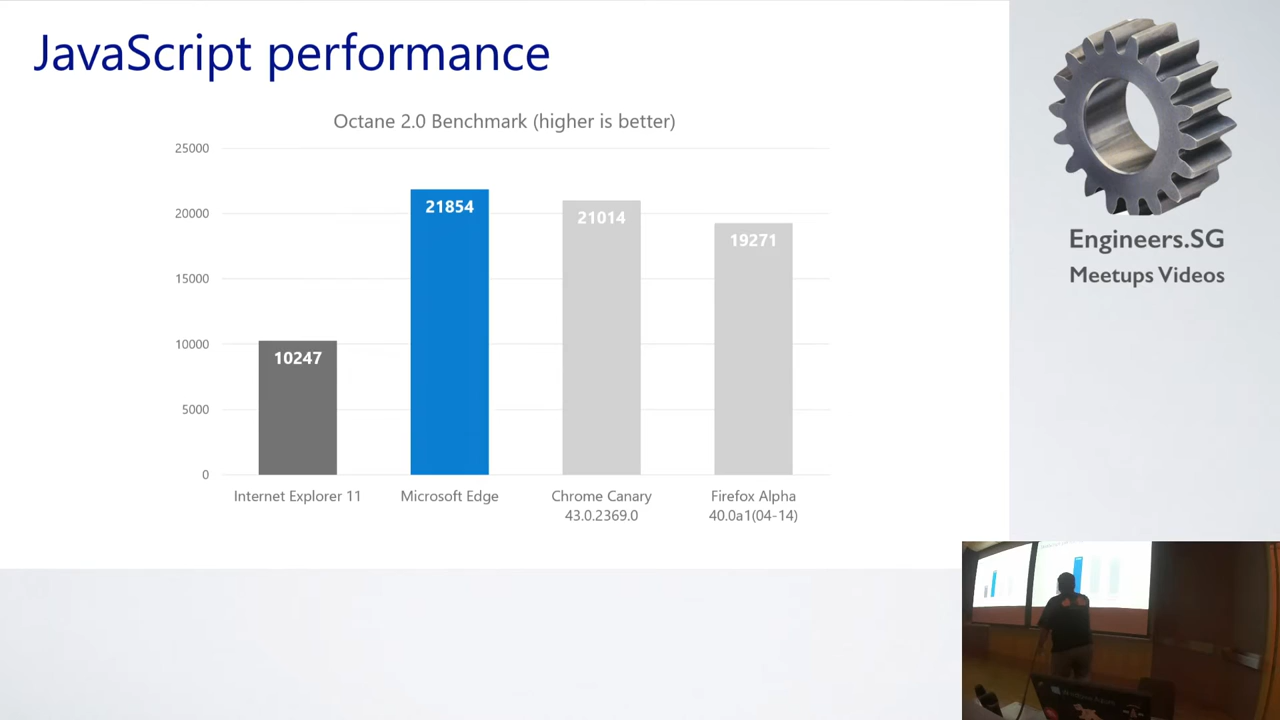 JavaScript performance
Octane 2.0 Benchmark (higher is better)
25000
20000
15000
10000
5000
0
10247
21854
21014
19271
Internet Explorer 11
Microsoft Edge
Chrome Canary
43.0.2369.0
Firefox Alpha
40.0a1(04-14)
Engineers.SG
Meetups Videos